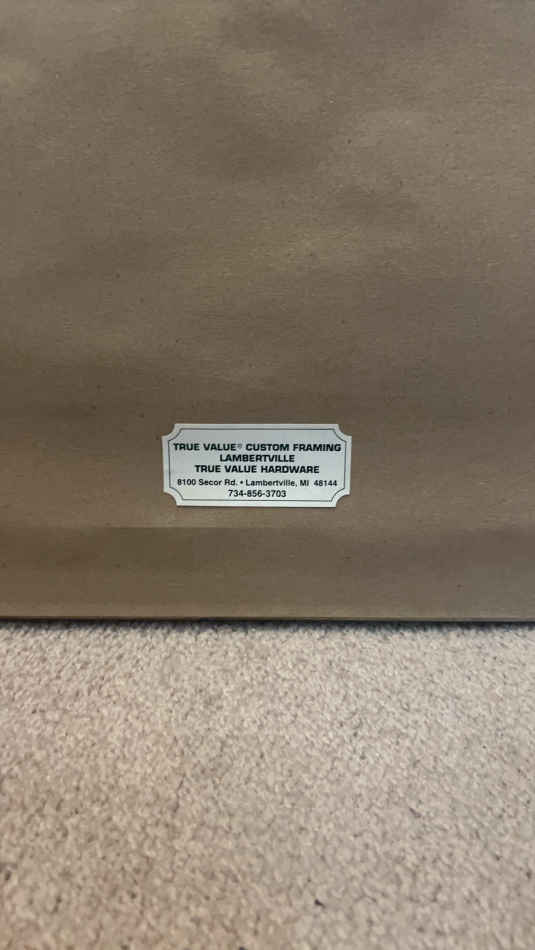 TRUE VALUE® CUSTOM FRAMING
LAMBERTVILLE
TRUE VALUE HARDWARE
8100 Secor Rd. • Lambertville, MI 48144
734-856-3703